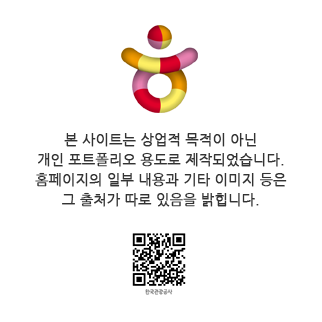 본 사이트는 상업적 목적이 아닌
개인 포트폴리오 용도로 제작되었습니다.
홈페이지의 일부 내용과 기타 이미지 등은
그 출처가 따로 있음을 밝힙니다.
한국관광공사